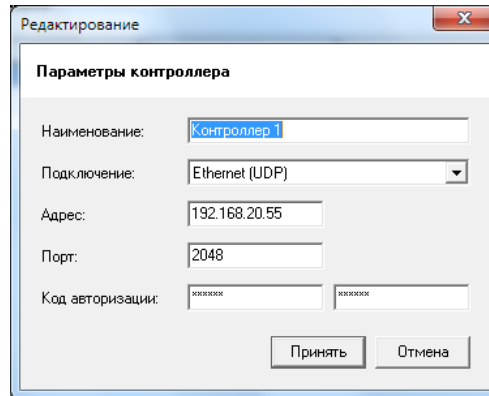 Редактирование
Параметры контроллера
Наименование: Контроллер 1
Подключение: Ethernet (UDP)
Адрес: 192.168.20.55
Порт: 2048
Код авторизации: ****** ******
Принять Отмена